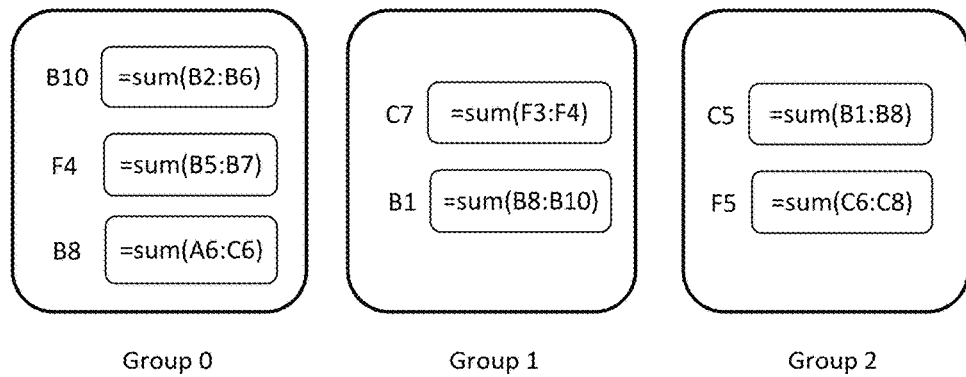 B10 =sum(B2:B6)
F4 =sum(B5:B7)
B8 =sum(A6:C6)
Group 0
C7 =sum(F3:F4)
B1 =sum(B8:B10)
Group 1
C5 =sum(B1:B8)
F5 =sum(C6:C8)
Group 2